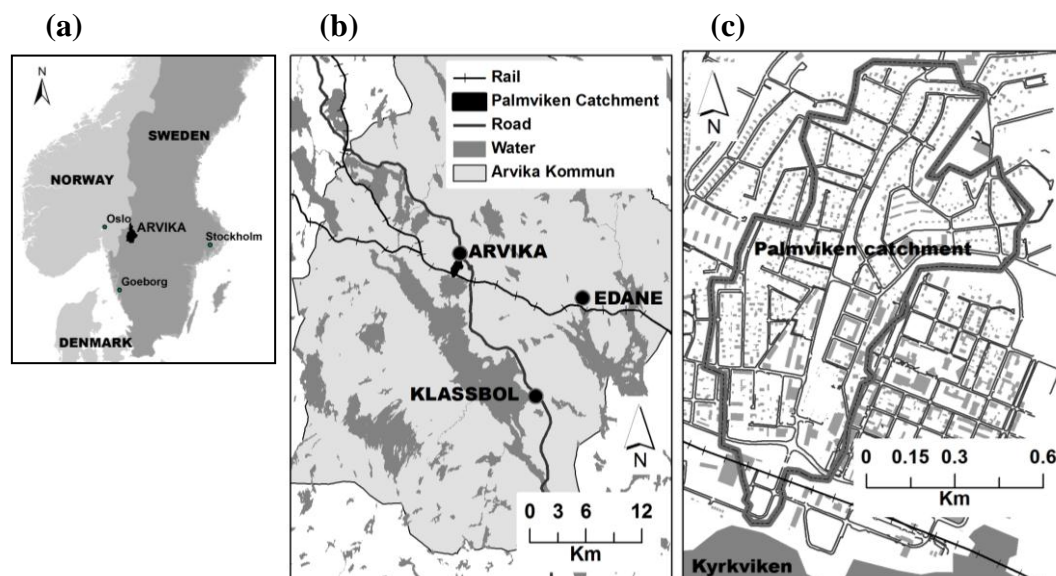 (a)
(b)
(c)
N
SWEDEN
NORWAY
Oslo
ARVIKA
Stockholm
Goeborg
DENMARK
Rail
Palmviken Catchment
Road
Water
Arvika Kommun
ARVIKA
EDANE
KLASSBOL
N
0 3 6 12
Km
N
Palmviken catchment
0 0.15 0.3 0.6
Km
Kyrkviken